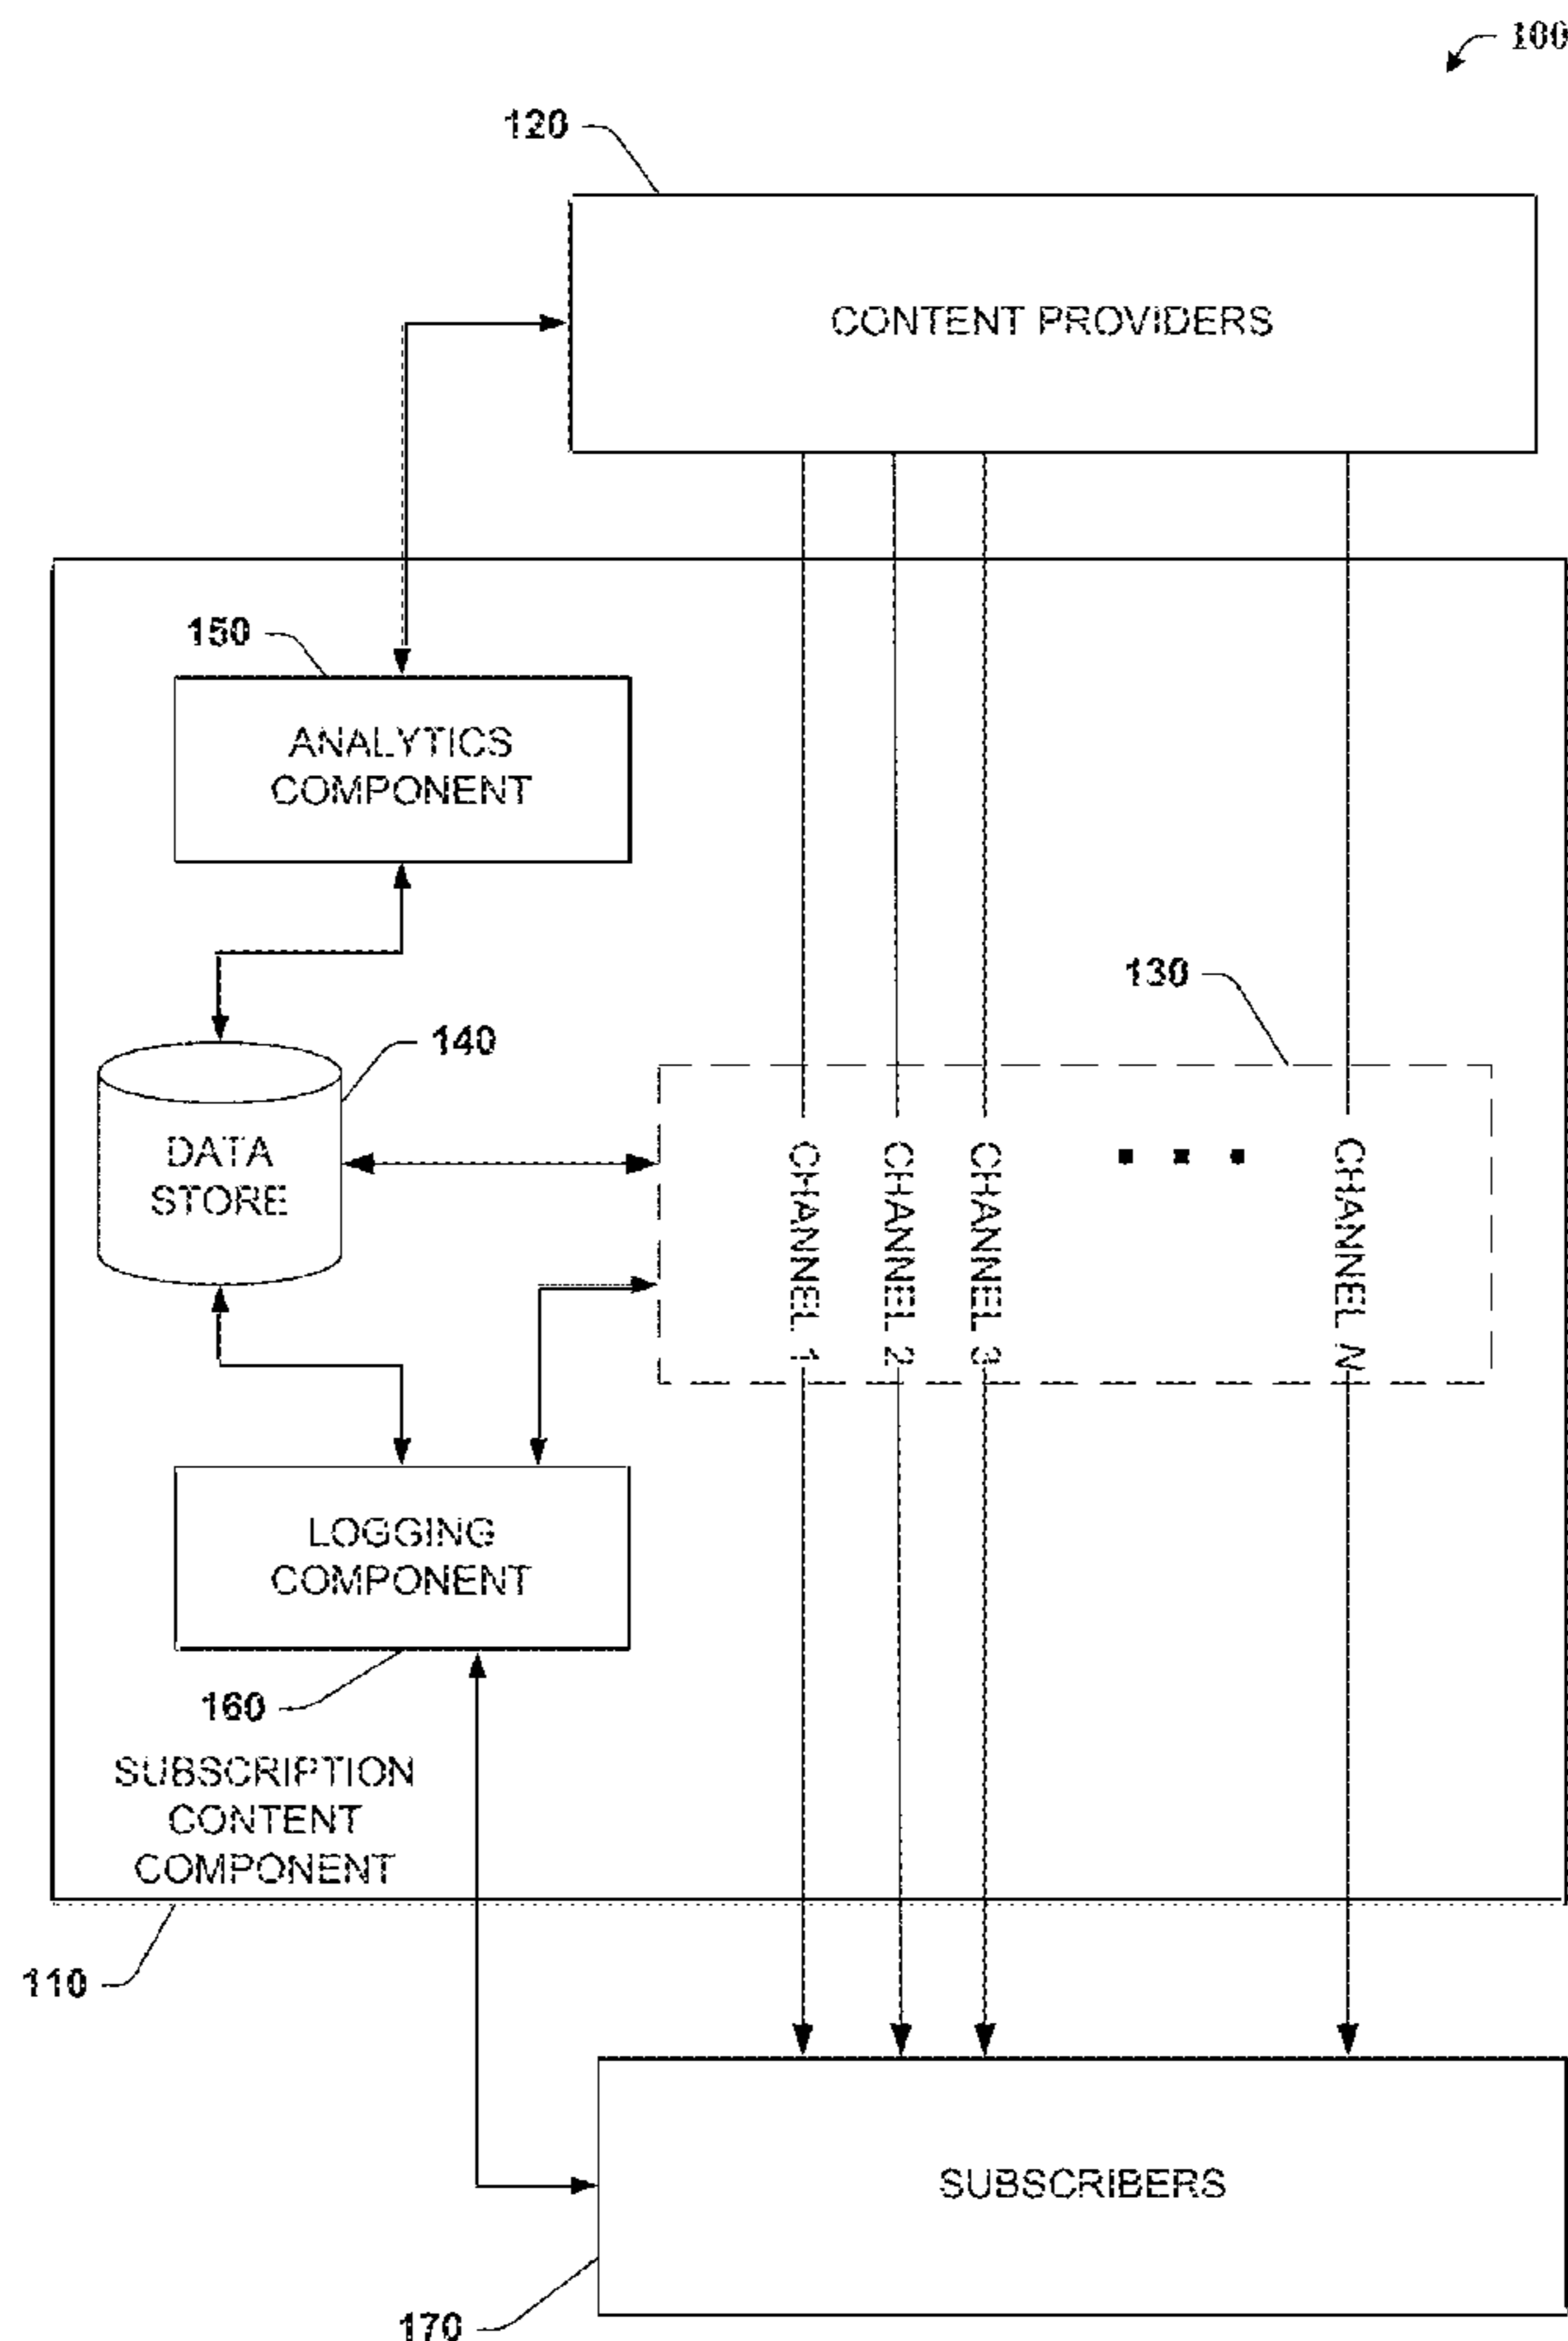 100
120
CONTENT PROVIDERS
150
ANALYTICS
COMPONENT
130
140
DATA
STORE
CHANNEL 1
CHANNEL 2
CHANNEL 3
CHANNEL N
LOGGING
COMPONENT
160
SUBSCRIPTION
CONTENT
COMPONENT
110
SUBSCRIBERS
170